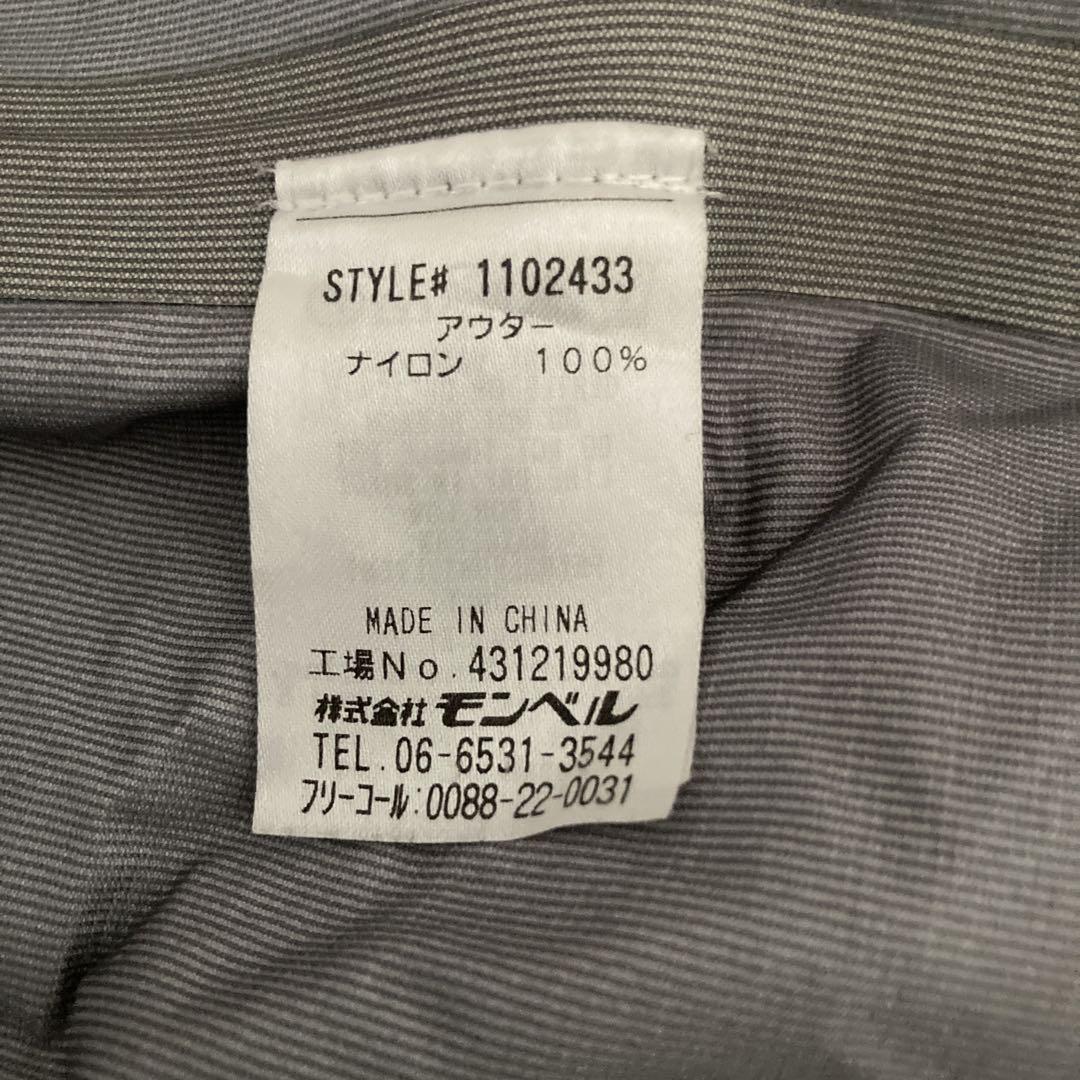 STYLE# 1102433
アウター
ナイロン 100%
MADE IN CHINA
工場No.431219980
株式会社モンベル
TEL.06-6531-3544
フリーコール:0088-22-0031